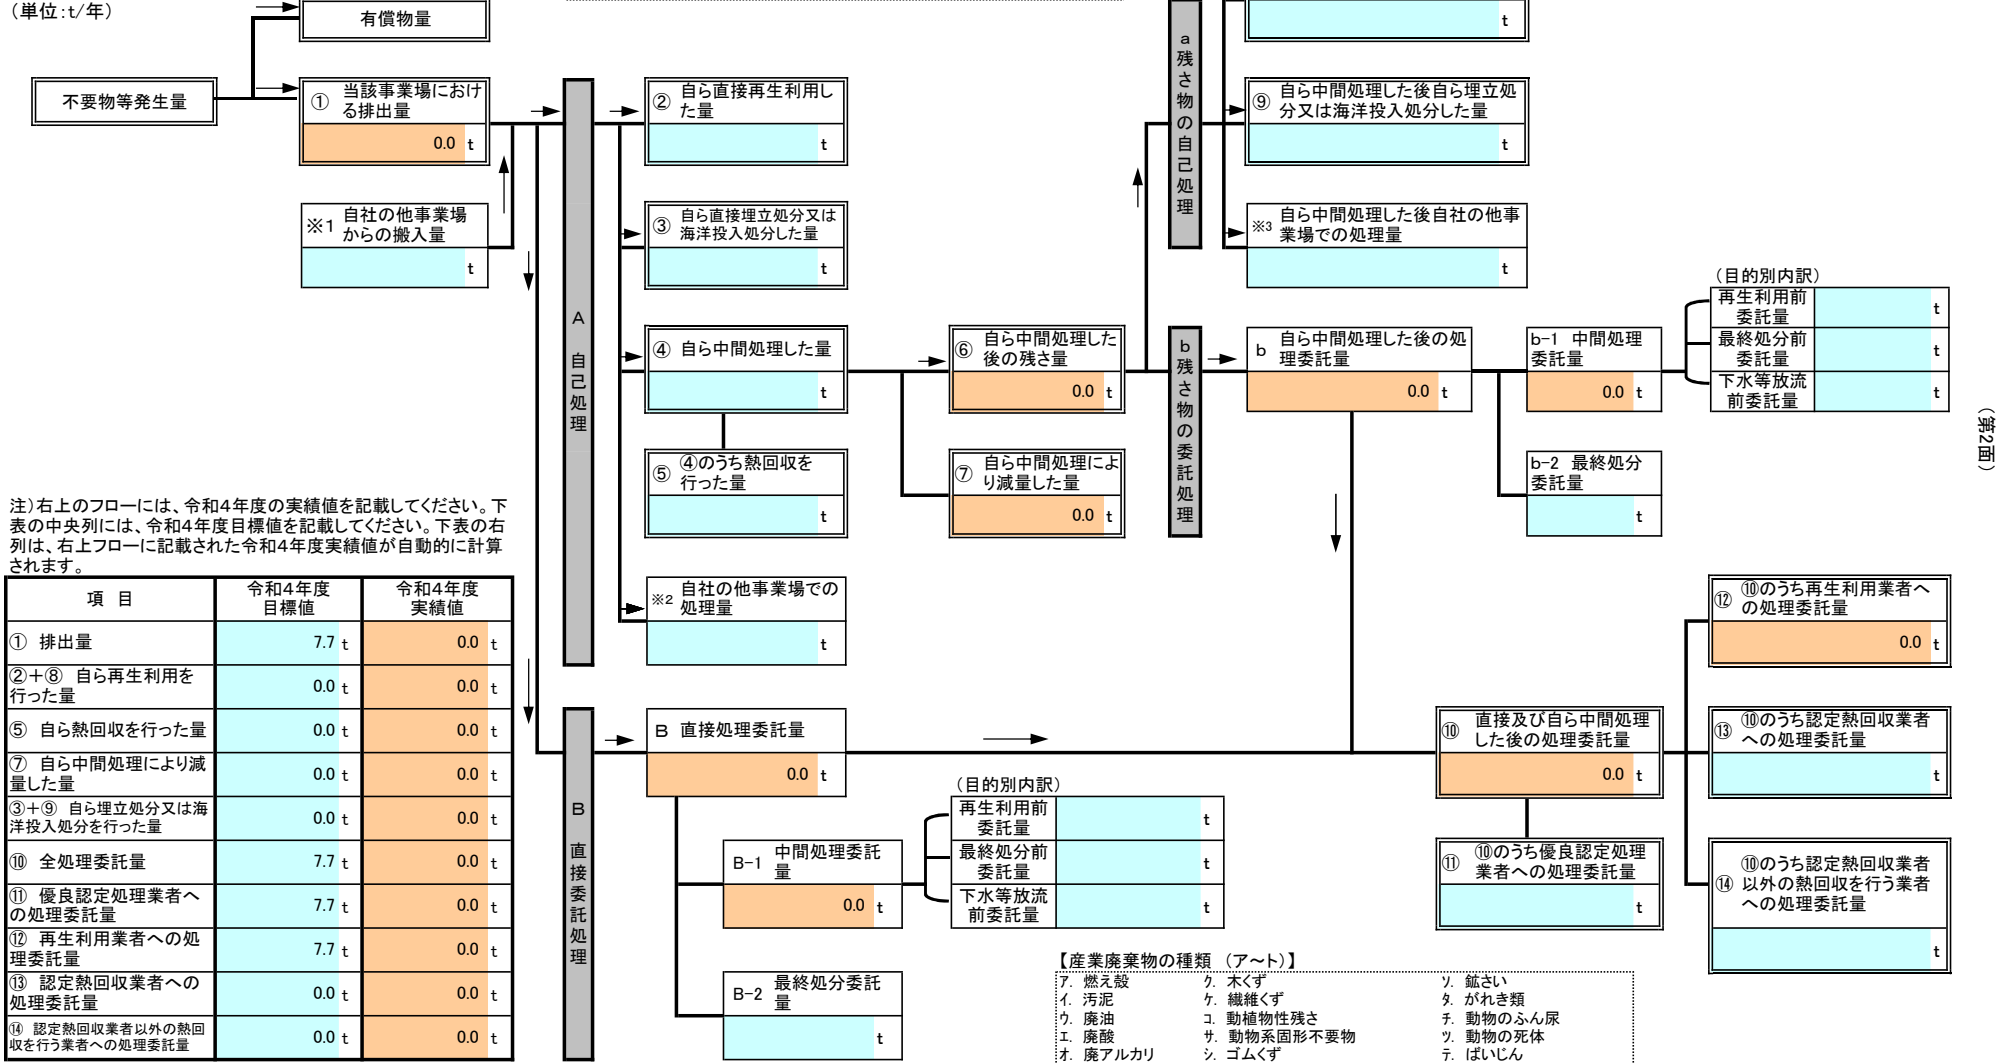 （単位：t/年）
有償物量
t
不要物等発生量
① 当該事業場におけ
る排出量
0.0 t
※1 自社の他事業場
からの搬入量
t
A
自己処理
② 自ら直接再生利用し
た量
t
③ 自ら直接埋立処分又は
海洋投入処分した量
t
④ 自ら中間処理した量
t
⑤ ④のうち熱回収を
行った量
t
※2 自社の他事業場での
処理量
t
⑥ 自ら中間処理した
後の残さ量
0.0 t
⑦ 自ら中間処理によ
り減量した量
0.0 t
a残さ物の自己処理
⑨ 自ら中間処理した後自ら埋立処
分又は海洋投入処分した量
t
※3 自ら中間処理した後自社の他事
業場での処理量
t
b残さ物の委託処理
b 自ら中間処理した後の処
理委託量
0.0 t
b-1 中間処理
委託量
0.0 t
b-2 最終処分
委託量
t
（目的別内訳）
再生利用前
委託量 t
最終処分前
委託量 t
下水等放流
前委託量 t
（第2面）
注）右上のフローには、令和4年度の実績値を記載してください。下
表の中央列には、令和4年度目標値を記載してください。下表の右
列は、右上フローに記載された令和4年度実績値が自動的に計算
されます。
項 目 令和4年度 目標値 令和4年度 実績値
① 排出量 7.7 t 0.0 t
②＋⑧ 自ら再生利用を
行った量 0.0 t 0.0 t
⑤ 自ら熱回収を行った量 0.0 t 0.0 t
⑦ 自ら中間処理により減
量した量 0.0 t 0.0 t
③＋⑨ 自ら埋立処分又は海
洋投入処分を行った量 0.0 t 0.0 t
⑩ 全処理委託量 7.7 t 0.0 t
⑪ 優良認定処理業者へ
の処理委託量 7.7 t 0.0 t
⑫ 再生利用業者への処
理委託量 7.7 t 0.0 t
⑬ 認定熱回収業者への
処理委託量 0.0 t 0.0 t
⑭ 認定熱回収業者以外の熱回
収を行う業者への処理委託量 0.0 t 0.0 t
B
直接委託処理
B 直接処理委託量
0.0 t
B-1 中間処理委託
量
0.0 t
B-2 最終処分委託
量
t
（目的別内訳）
再生利用前
委託量 t
最終処分前
委託量 t
下水等放流
前委託量 t
⑩ 直接及び自ら中間処理
した後の処理委託量
0.0 t
⑪ ⑩のうち優良認定処理
業者への処理委託量
t
⑫ ⑩のうち再生利用業者へ
の処理委託量
0.0 t
⑬ ⑩のうち認定熱回収業者
への処理委託量
t
⑭ ⑩のうち認定熱回収業者
以外の熱回収を行う業者
への処理委託量
t
【産業廃棄物の種類 （ア～ト）】
ア. 燃え殻 ク. 木くず ソ. 鉱さい
イ. 汚泥 ケ. 繊維くず タ. がれき類
ウ. 廃油 コ. 動植物性残さ チ. 動物のふん尿
エ. 廃酸 サ. 動物系固形不要物 ツ. 動物の死体
オ. 廃アルカリ シ. ゴムくず テ. ばいじん